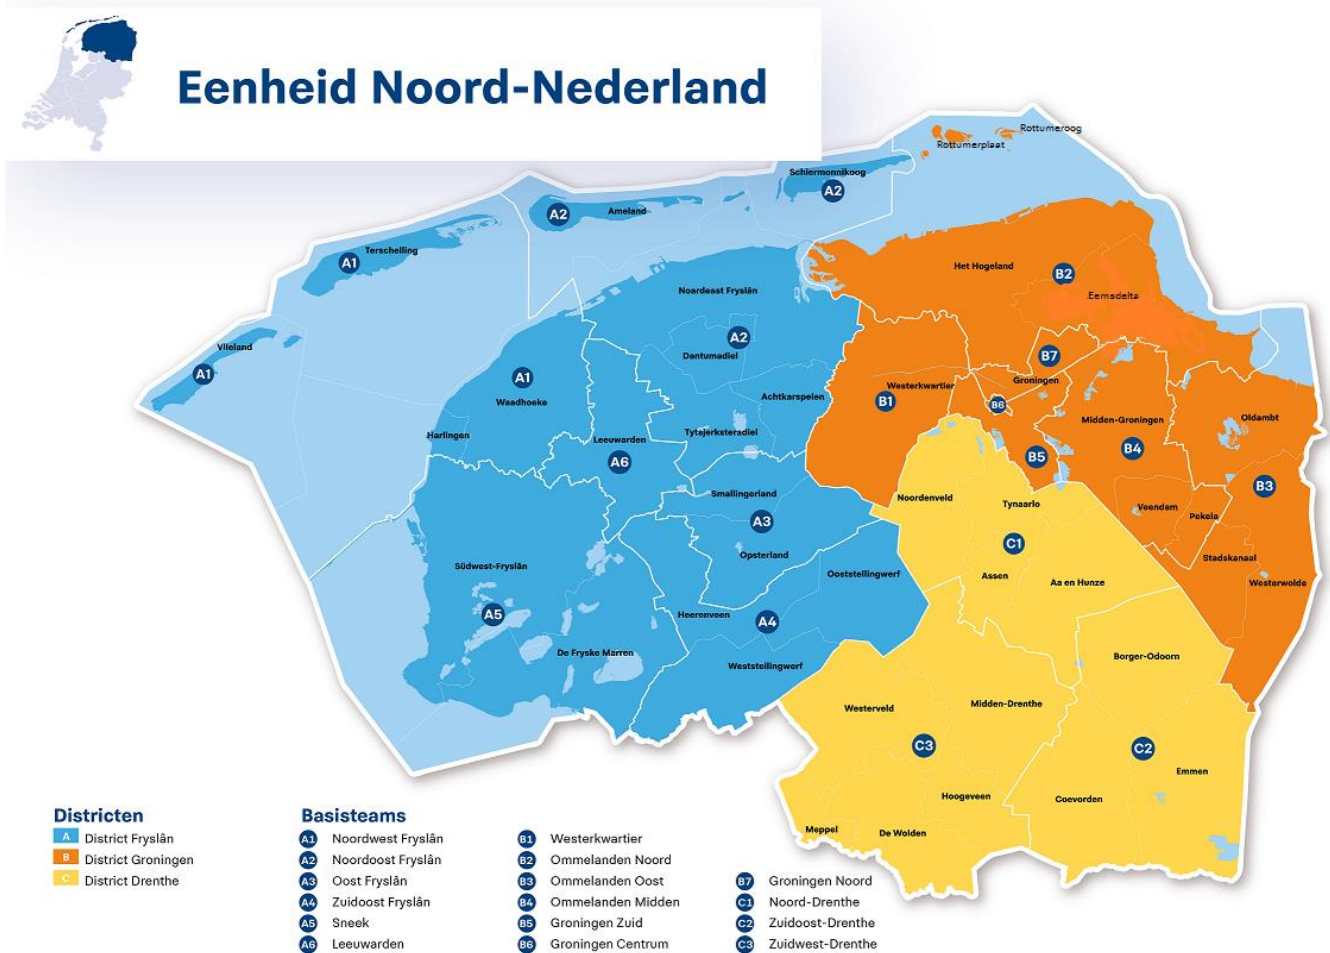 Eenheid Noord-Nederland
Rottumeroog
Rottumerplaat
Schiermonnikoog
A2
A2
Ameland
Terschelling
A1
Het Hogeland
B2
Noardeast Fryslân
Eemsdelta
A2
Dantumadiel
Vlieland
A1
B7
Groningen
A1
Waadhoeke
Westerkwartier
B1
Achtkarspelen
B6
Midden-Groningen
Oldambt
Harlingen
Leeuwarden
Tytsjerksteradiel
A6
B5
B4
B3
Smallingerland
A3
Noordenveld
Tynaarlo
Veendam
Pekela
C1
Opsterland
Stadskanaal
Südwest-Fryslân
Ooststellingwerf
Assen
Aa en Hunze
Westerwolde
A5
Heerenveen
A4
De Fryske Marren
Weststellingwerf
Borger-Odoorn
Westerveld
Midden-Drenthe
C3
C2
Emmen
Hoogeveen
Coevorden
Meppel
De Wolden
Districten
A District Fryslân
B District Groningen
C District Drenthe
Basisteams
A1 Noordwest Fryslân
A2 Noordoost Fryslân
A3 Oost Fryslân
A4 Zuidoost Fryslân
A5 Sneek
A6 Leeuwarden
B1 Westerkwartier
B2 Ommelanden Noord
B3 Ommelanden Oost
B4 Ommelanden Midden
B5 Groningen Zuid
B6 Groningen Centrum
B7 Groningen Noord
C1 Noord-Drenthe
C2 Zuidoost-Drenthe
C3 Zuidwest-Drenthe